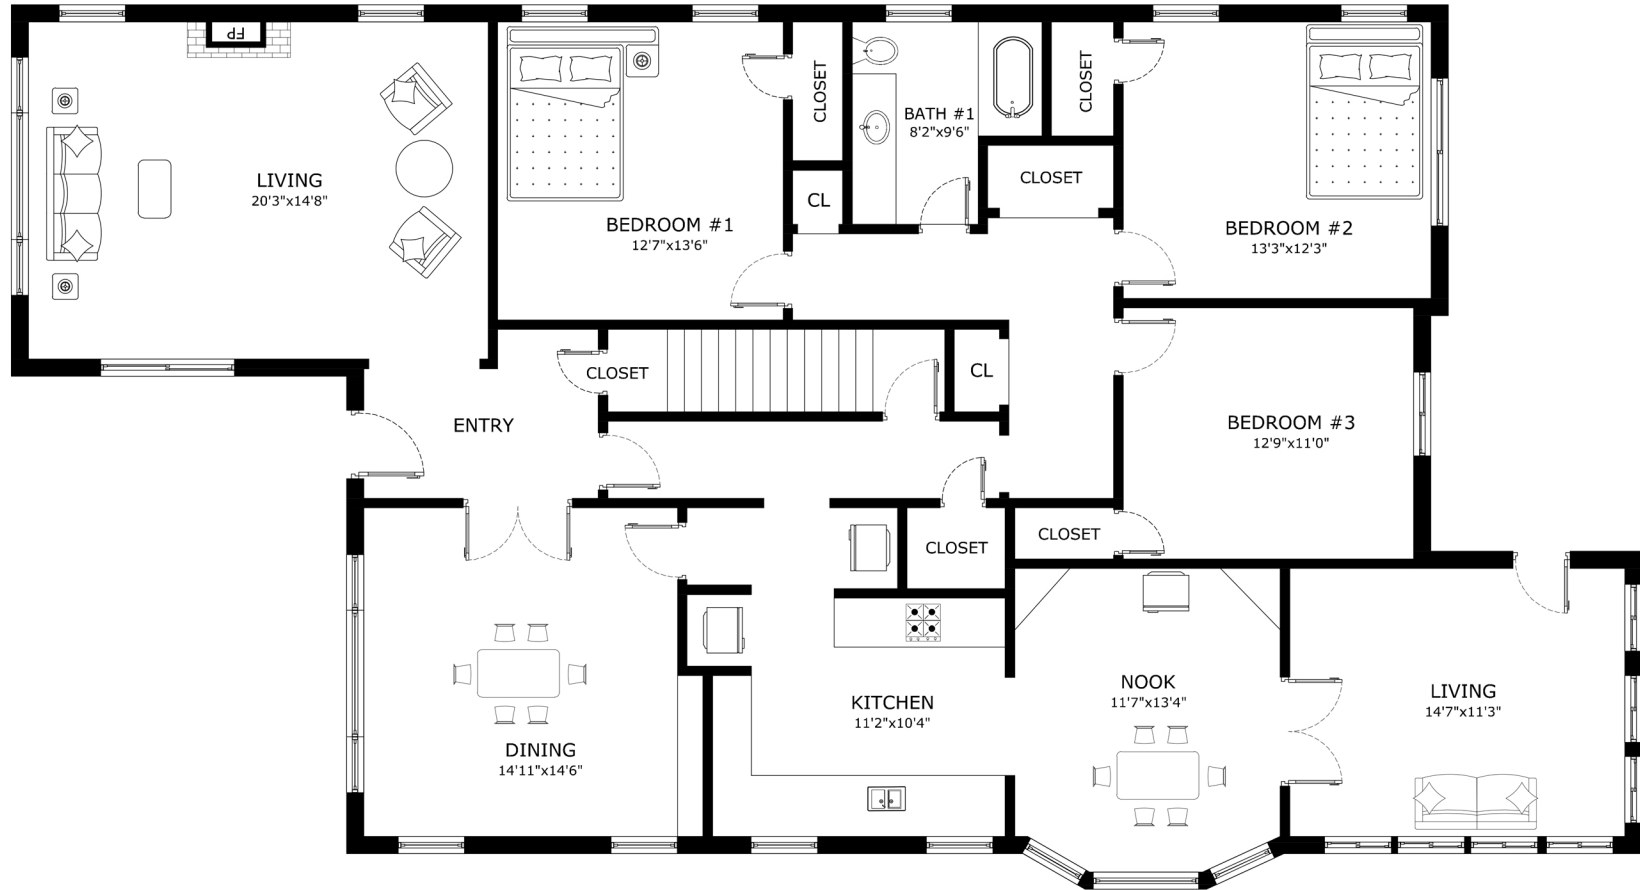 FP
LIVING
20'3"x14'8"
BEDROOM #1
12'7"x13'6"
CLOSET
CL
BATH #1
8'2"x9'6"
CLOSET
CLOSET
BEDROOM #2
13'3"x12'3"
CLOSET
CL
ENTRY
BEDROOM #3
12'9"x11'0"
CLOSET
CLOSET
DINING
14'11"x14'6"
KITCHEN
11'2"x10'4"
NOOK
11'7"x13'4"
LIVING
14'7"x11'3"